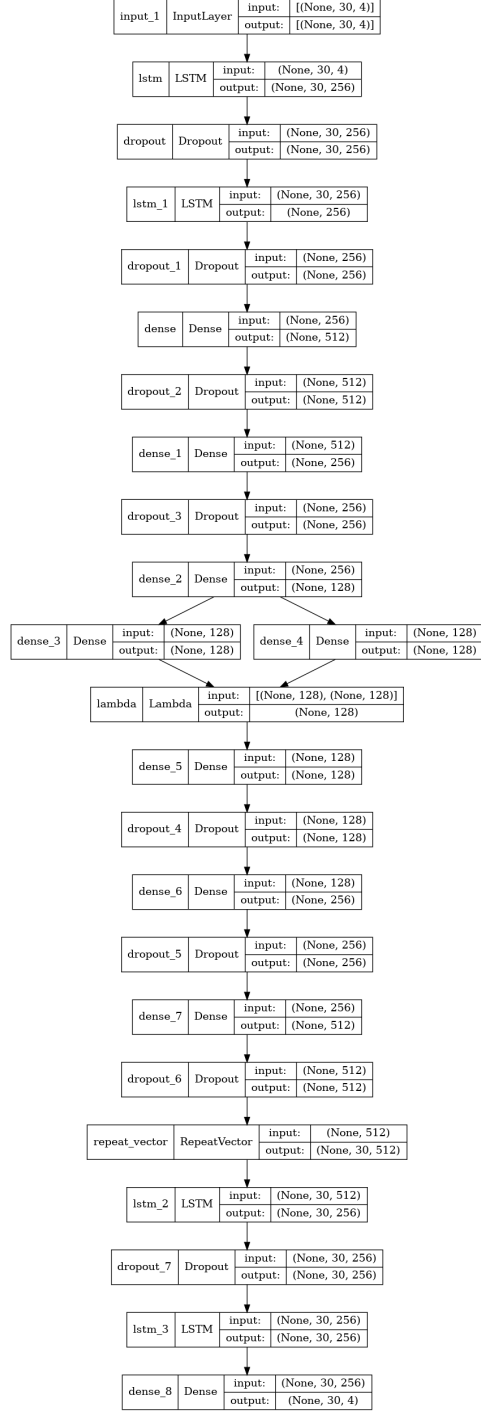 input_1 InputLayer input: [(None, 30, 4)]
output: [(None, 30, 4)]
lstm LSTM input: (None, 30, 4)
output: (None, 30, 256)
dropout Dropout input: (None, 30, 256)
output: (None, 30, 256)
lstm_1 LSTM input: (None, 30, 256)
output: (None, 256)
dropout_1 Dropout input: (None, 256)
output: (None, 256)
dense Dense input: (None, 256)
output: (None, 512)
dropout_2 Dropout input: (None, 512)
output: (None, 512)
dense_1 Dense input: (None, 512)
output: (None, 256)
dropout_3 Dropout input: (None, 256)
output: (None, 256)
dense_2 Dense input: (None, 256)
output: (None, 128)
dense_3 Dense input: (None, 128)
output: (None, 128)
dense_4 Dense input: (None, 128)
output: (None, 128)
lambda Lambda input: [(None, 128), (None, 128)]
output: (None, 128)
dense_5 Dense input: (None, 128)
output: (None, 128)
dropout_4 Dropout input: (None, 128)
output: (None, 128)
dense_6 Dense input: (None, 128)
output: (None, 256)
dropout_5 Dropout input: (None, 256)
output: (None, 256)
dense_7 Dense input: (None, 256)
output: (None, 512)
dropout_6 Dropout input: (None, 512)
output: (None, 512)
repeat_vector RepeatVector input: (None, 512)
output: (None, 30, 512)
lstm_2 LSTM input: (None, 30, 512)
output: (None, 30, 256)
dropout_7 Dropout input: (None, 30, 256)
output: (None, 30, 256)
lstm_3 LSTM input: (None, 30, 256)
output: (None, 30, 256)
dense_8 Dense input: (None, 30, 256)
output: (None, 30, 4)